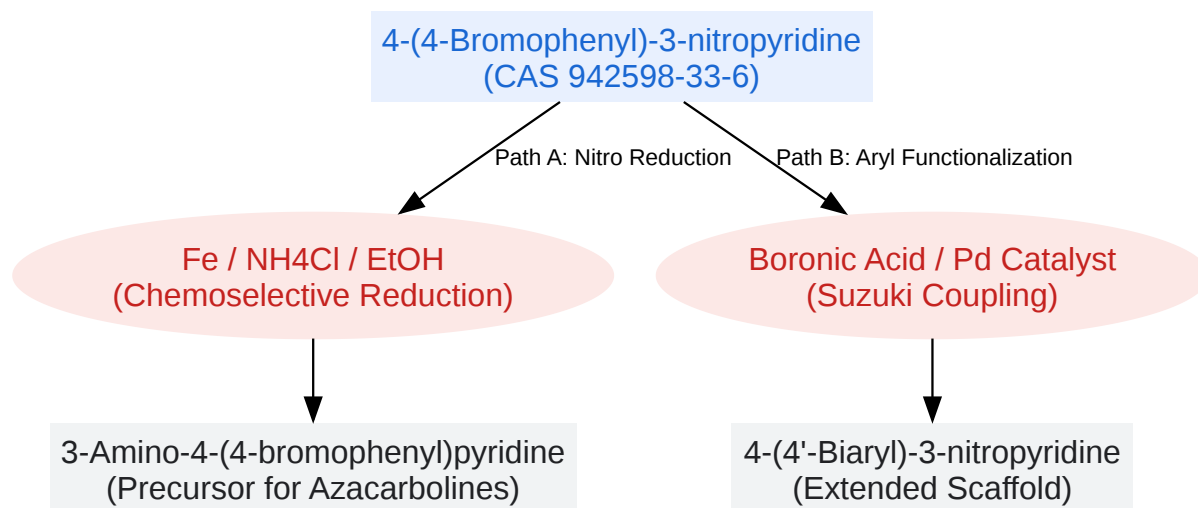 4-(4-Bromophenyl)-3-nitropyridine
(CAS 942598-33-6)
Path A: Nitro Reduction
Path B: Aryl Functionalization
Fe / NH4Cl / EtOH
(Chemoselective Reduction)
Boronic Acid / Pd Catalyst
(Suzuki Coupling)
3-Amino-4-(4-bromophenyl)pyridine
(Precursor for Azacarbolines)
4-(4'-Biaryl)-3-nitropyridine
(Extended Scaffold)